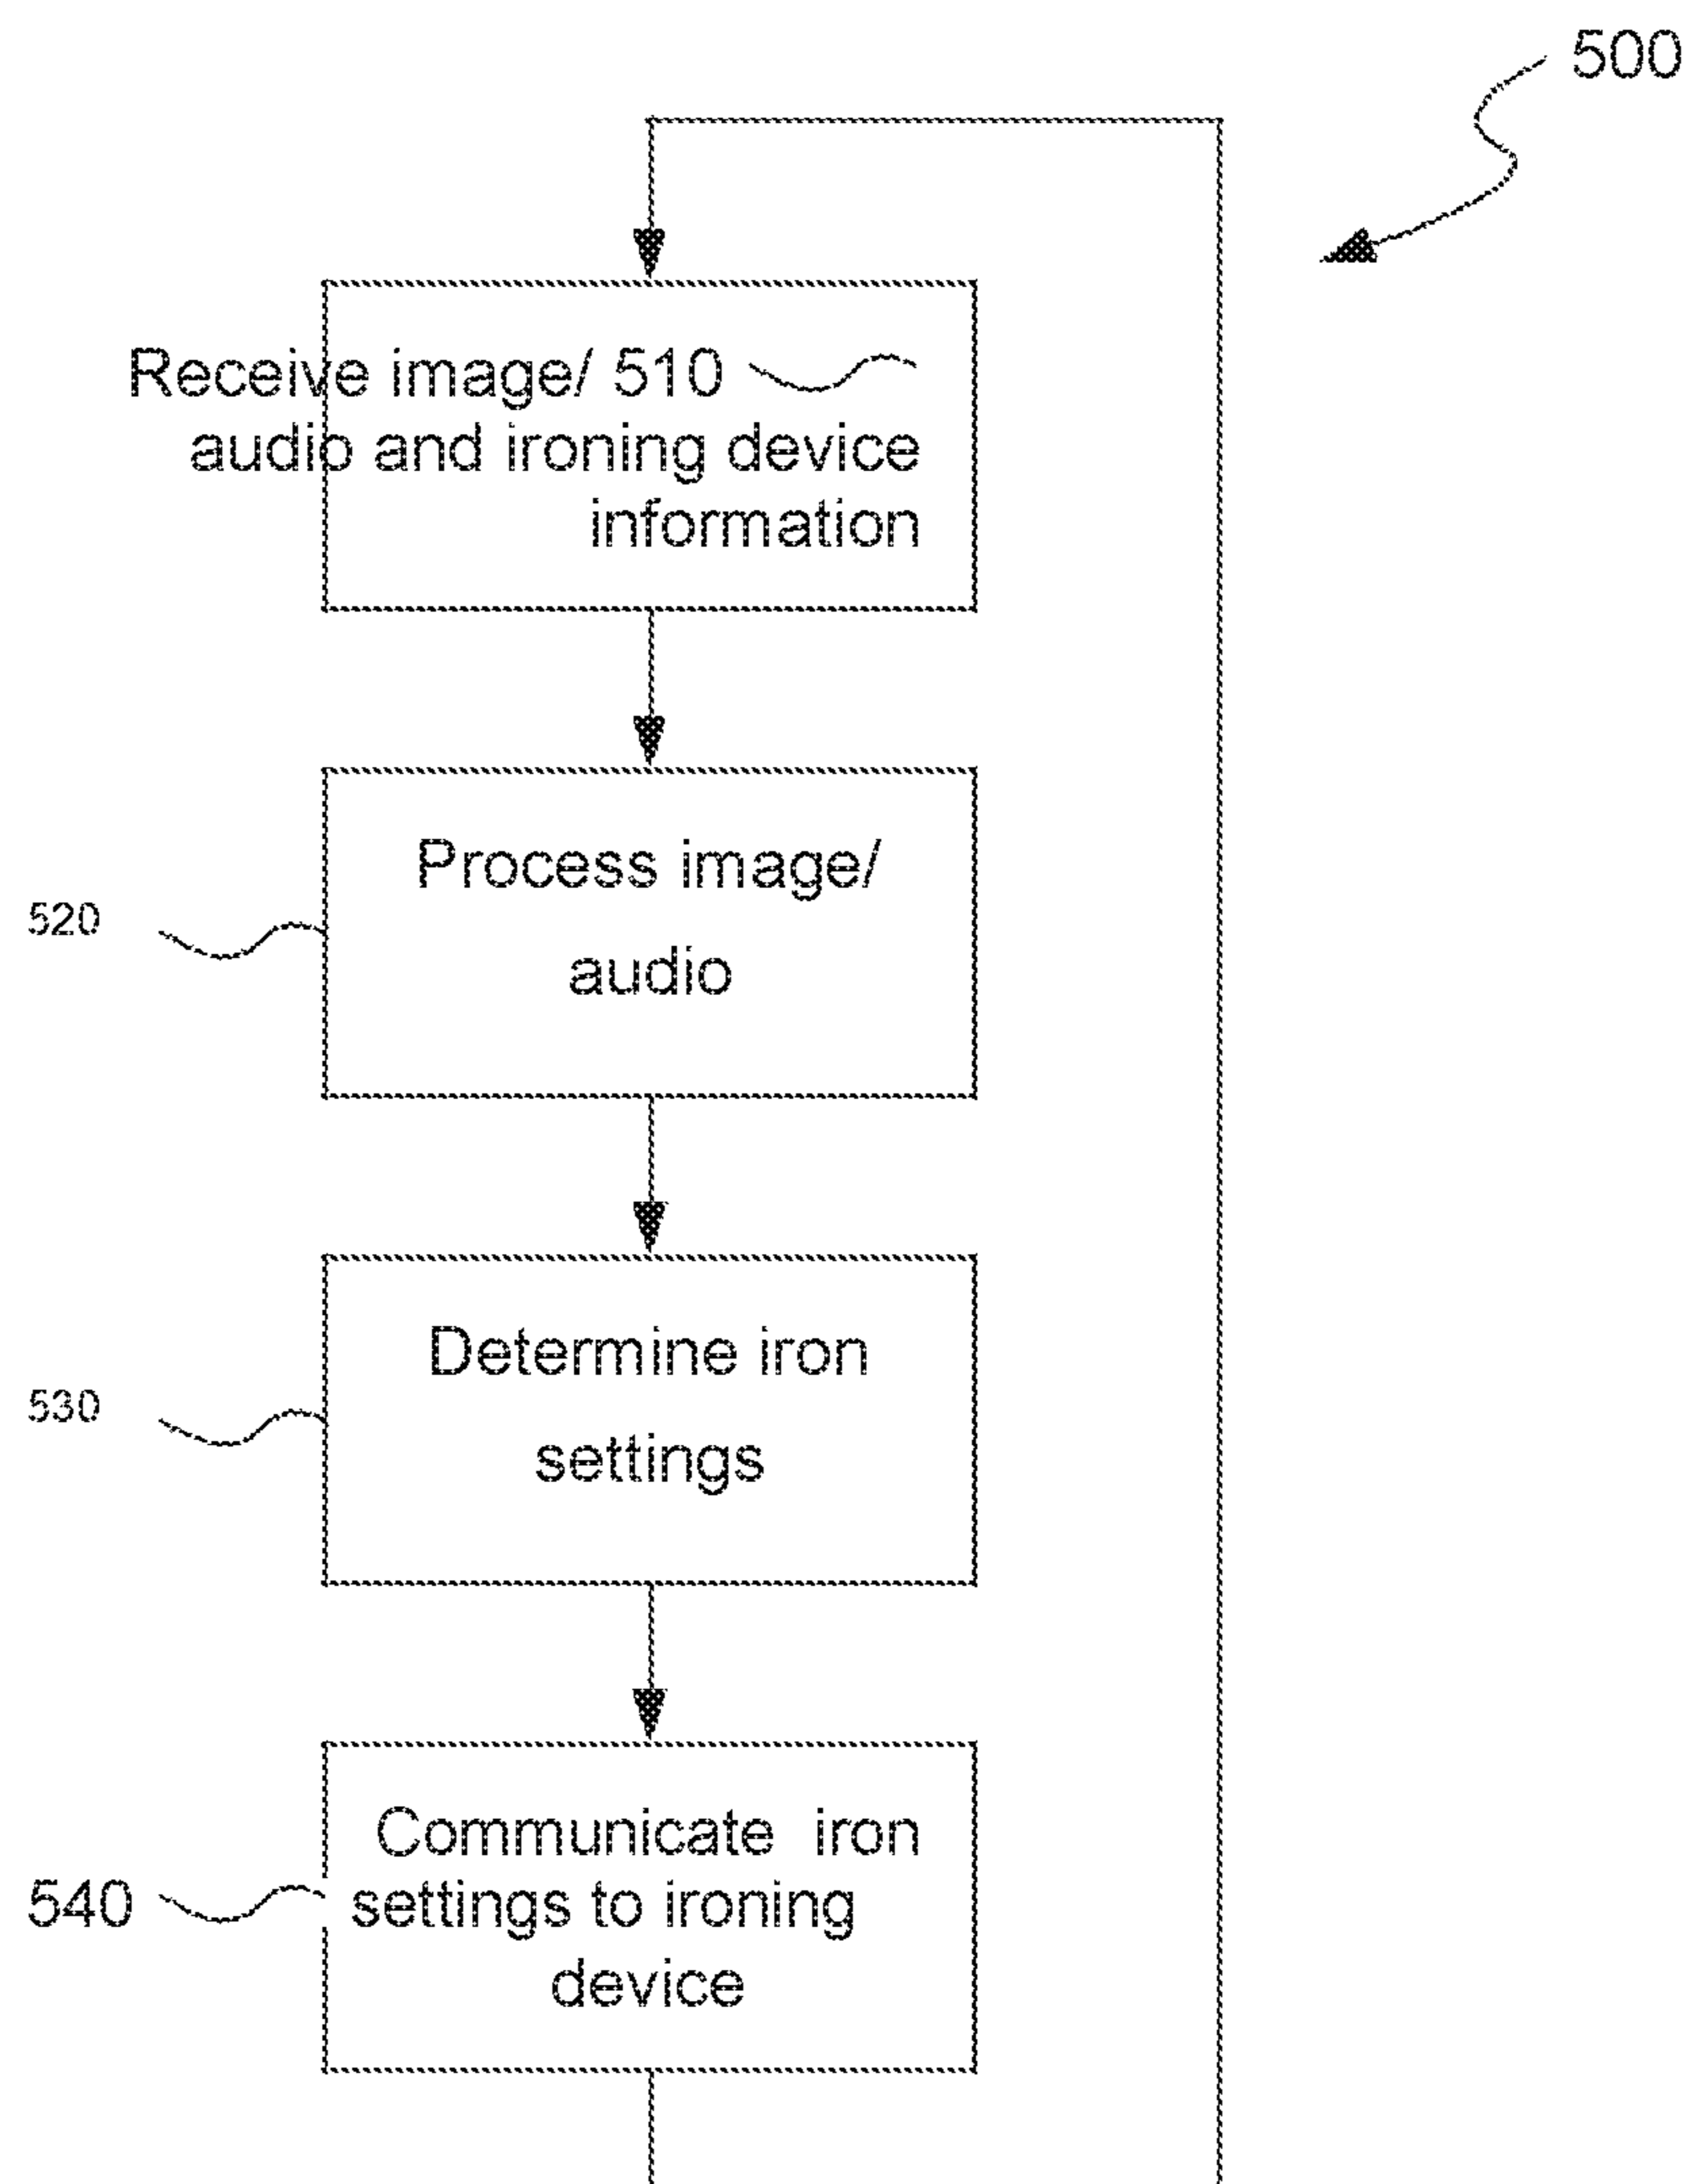 500
Receive image/ 510
audio and ironing device
information
Process image/
audio
520
Determine iron
settings
530
Communicate iron
540 settings to ironing
device